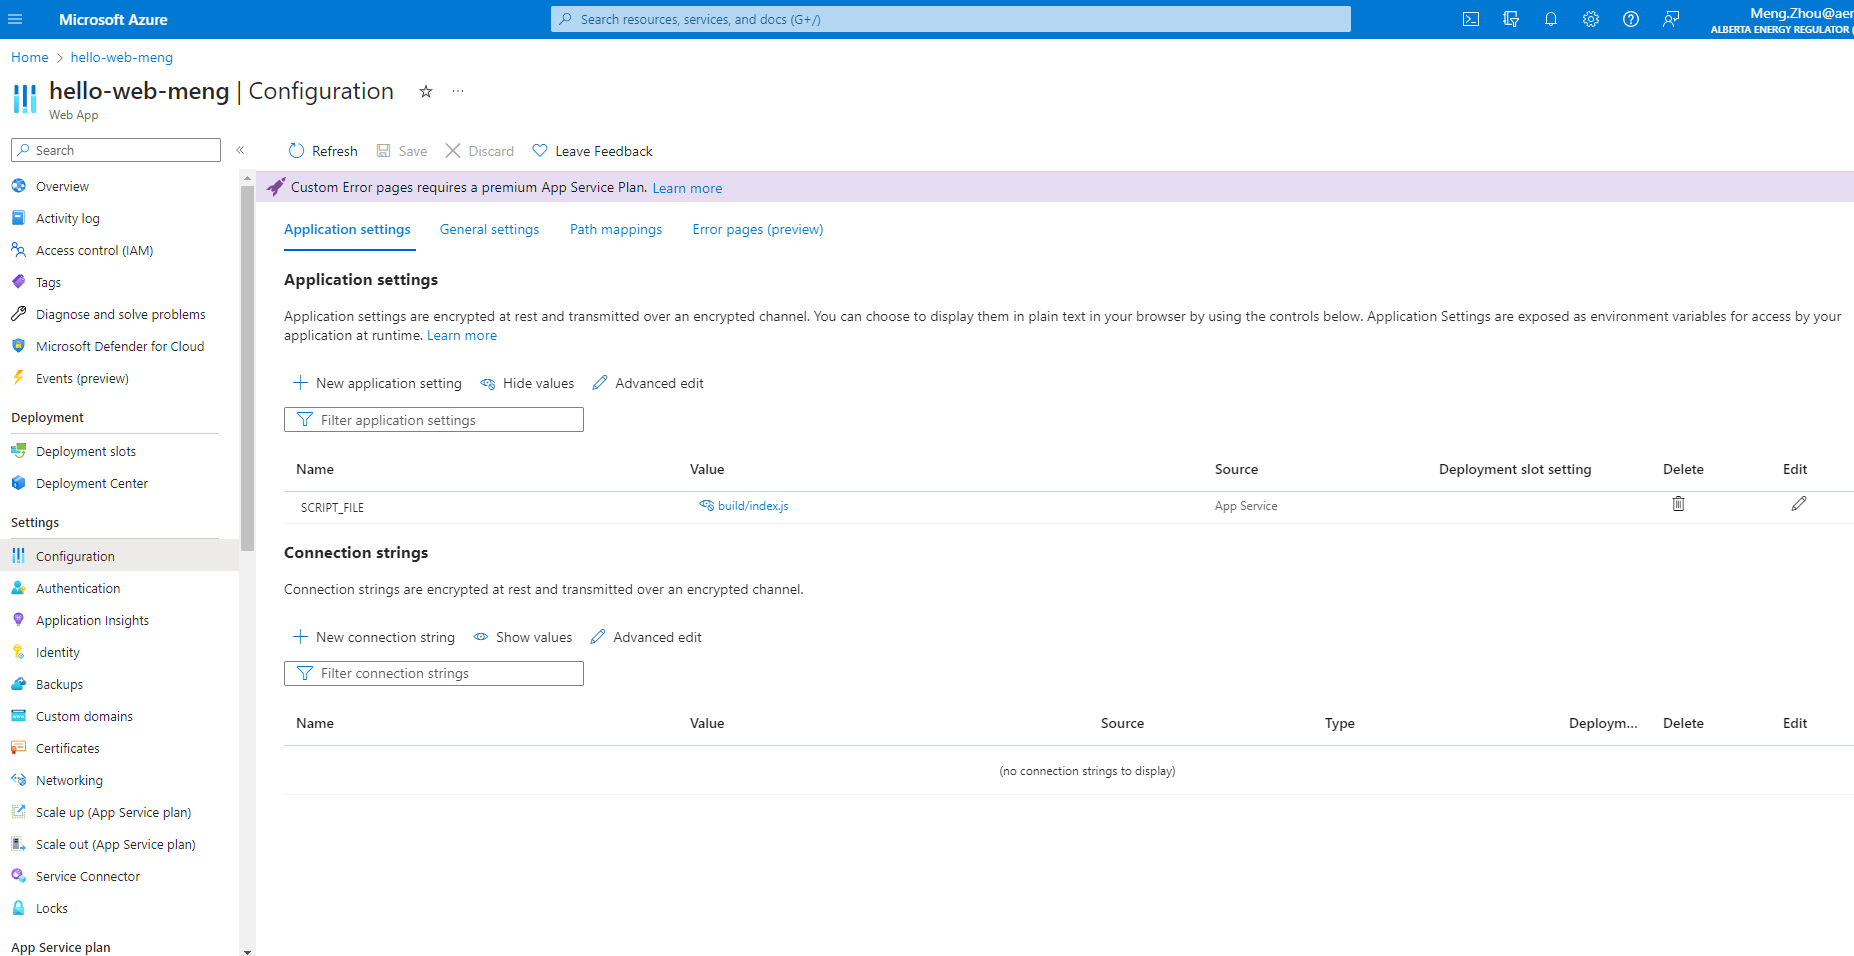 Microsoft Azure
Search resources, services, and docs (G+/)
Meng.Zhou@aer
ALBERTA ENERGY REGULATOR (
Home > hello-web-meng
hello-web-meng | Configuration
Web App
Search
Refresh
Save
Discard
Leave Feedback
Overview
Activity log
Access control (IAM)
Tags
Diagnose and solve problems
Microsoft Defender for Cloud
Events (preview)
Deployment
Deployment slots
Deployment Center
Settings
Configuration
Authentication
Application Insights
Identity
Backups
Custom domains
Certificates
Networking
Scale up (App Service plan)
Scale out (App Service plan)
Service Connector
Locks
App Service plan
Custom Error pages requires a premium App Service Plan. Learn more
Application settings
General settings
Path mappings
Error pages (preview)
Application settings
Application settings are encrypted at rest and transmitted over an encrypted channel. You can choose to display them in plain text in your browser by using the controls below. Application Settings are exposed as environment variables for access by your
application at runtime. Learn more
New application setting
Hide values
Advanced edit
Filter application settings
Name Value Source Deployment slot setting Delete Edit
SCRIPT_FILE build/index.js App Service
Connection strings
Connection strings are encrypted at rest and transmitted over an encrypted channel.
New connection string
Show values
Advanced edit
Filter connection strings
Name Value Source Type Deploym... Delete Edit
(no connection strings to display)